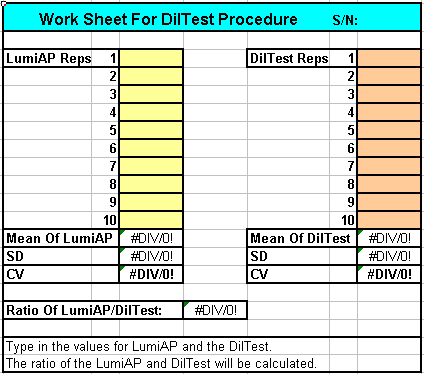 Work Sheet For DilTest Procedure S/N:
LumiAP Reps 1 DilTest Reps 1
2 2
3 3
4 4
5 5
6 6
7 7
8 8
9 9
10 10
Mean Of LumiAP #DIV/0! Mean Of DilTest #DIV/0!
SD #DIV/0! SD #DIV/0!
CV #DIV/0! CV #DIV/0!
Ratio Of LumiAP/DilTest: #DIV/0!
Type in the values for LumiAP and the DilTest.
The ratio of the LumiAP and DilTest will be calculated.